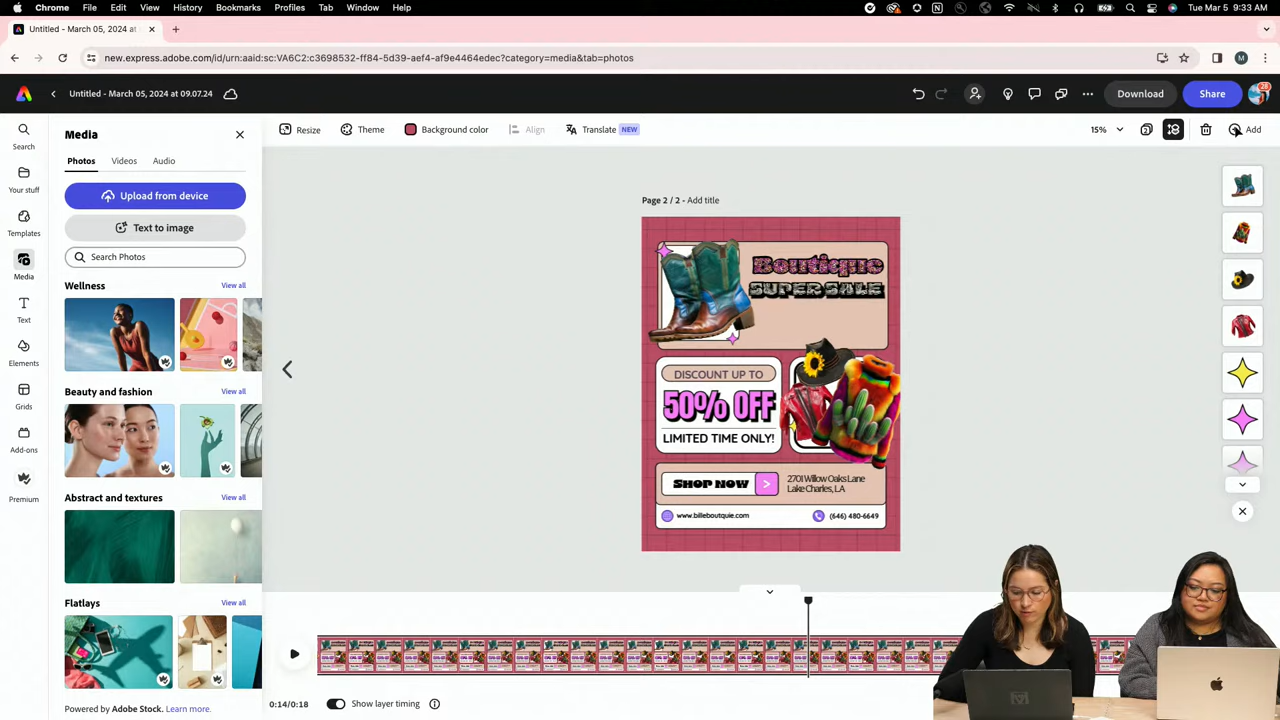 Chrome File Edit View History Bookmarks Profiles Tab Window Help
Tue Mar 5 9:33 AM
Untitled - March 05, 2024 at
new.express.adobe.com/id/urn:aaid:sc:VA6C2:c3698532-ff84-5d39-aef4-af9e4464edec?category=media&tab=photos
M
Untitled - March 05, 2024 at 09.07.24
Download
Share
28
Search
Your stuff
Templates
Media
Text
Elements
Grids
Add-ons
Premium
Media
Photos Videos Audio
Upload from device
Text to image
Search Photos
Wellness View all
Beauty and fashion View all
Abstract and textures View all
Flatlays View all
Powered by Adobe Stock. Learn more.
Resize Theme Background color Align Translate NEW
15%
2
Add
Page 2 / 2 - Add title
Boutique
SUPER SALE
DISCOUNT UP TO
50% OFF
LIMITED TIME ONLY!
SHOP NOW >
2701 Willow Oaks Lane
Lake Charles, LA
www.billeboutquie.com
(646) 480-6649
0:14/0:18
Show layer timing